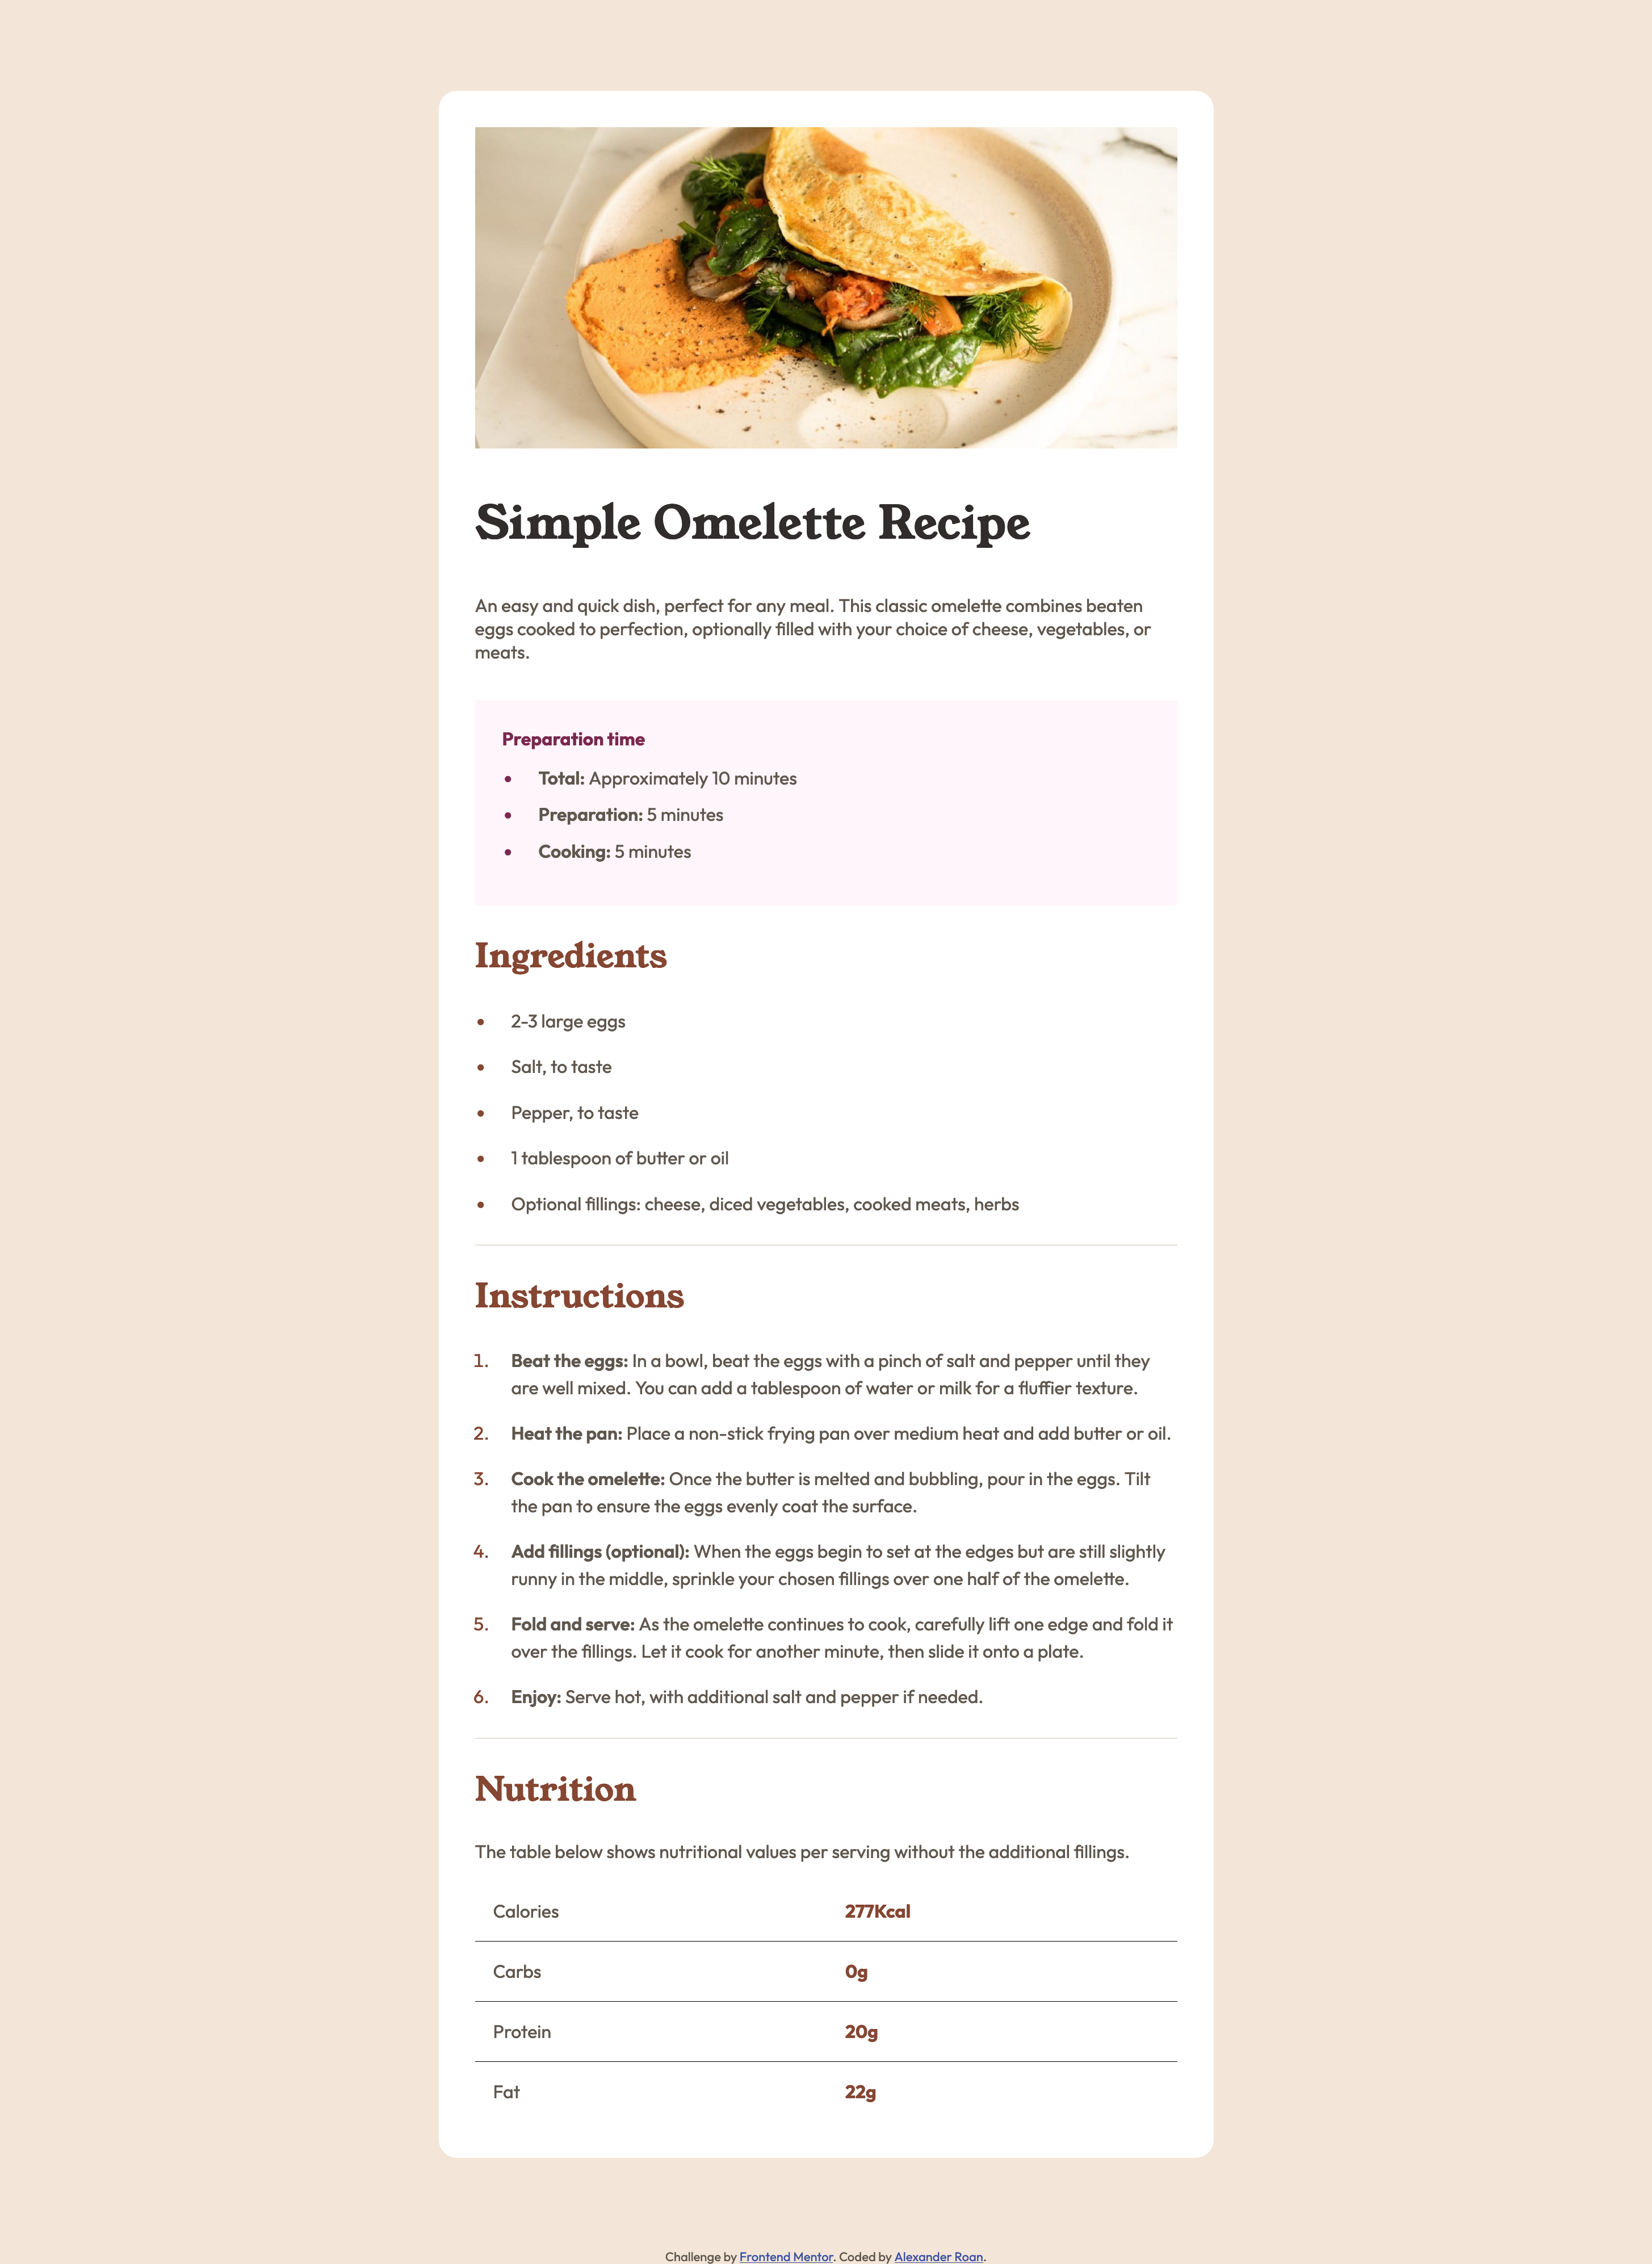 Simple Omelette Recipe
An easy and quick dish, perfect for any meal. This classic omelette combines beaten
eggs cooked to perfection, optionally filled with your choice of cheese, vegetables, or
meats.
Preparation time
• Total: Approximately 10 minutes
• Preparation: 5 minutes
• Cooking: 5 minutes
Ingredients
• 2-3 large eggs
• Salt, to taste
• Pepper, to taste
• 1 tablespoon of butter or oil
• Optional fillings: cheese, diced vegetables, cooked meats, herbs
Instructions
1. Beat the eggs: In a bowl, beat the eggs with a pinch of salt and pepper until they
are well mixed. You can add a tablespoon of water or milk for a fluffier texture.
2. Heat the pan: Place a non-stick frying pan over medium heat and add butter or oil.
3. Cook the omelette: Once the butter is melted and bubbling, pour in the eggs. Tilt
the pan to ensure the eggs evenly coat the surface.
4. Add fillings (optional): When the eggs begin to set at the edges but are still slightly
runny in the middle, sprinkle your chosen fillings over one half of the omelette.
5. Fold and serve: As the omelette continues to cook, carefully lift one edge and fold it
over the fillings. Let it cook for another minute, then slide it onto a plate.
6. Enjoy: Serve hot, with additional salt and pepper if needed.
Nutrition
The table below shows nutritional values per serving without the additional fillings.
Calories 277Kcal
Carbs 0g
Protein 20g
Fat 22g
Challenge by Frontend Mentor. Coded by Alexander Roan.